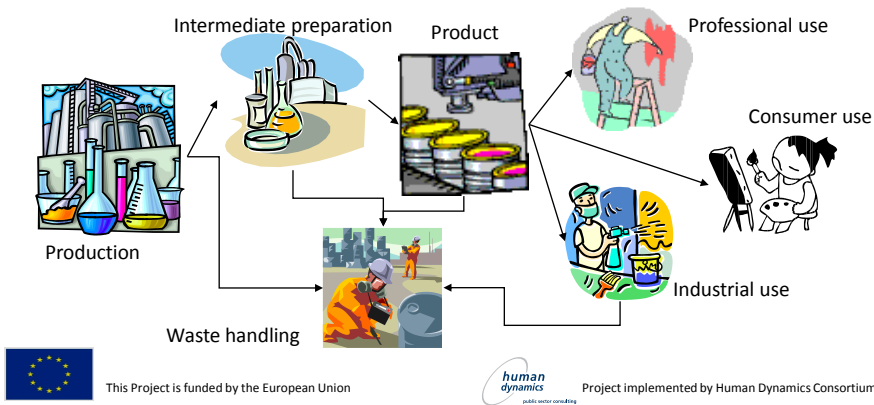 Intermediate preparation
Product
Professional use
Production
Consumer use
Industrial use
Waste handling
This Project is funded by the European Union
human
dynamics
public sector consulting
Project implemented by Human Dynamics Consortium